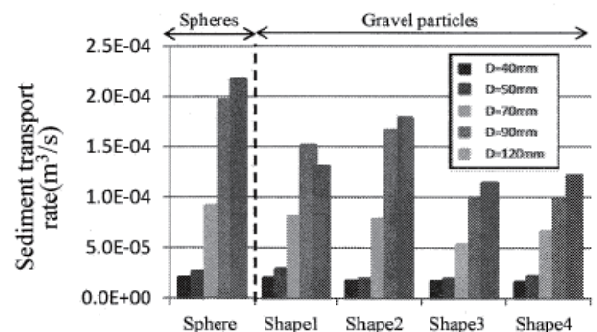 Spheres Gravel particles
2.5E-04
2.0E-04
1.5E-04
1.0E-04
5.0E-05
0.0E+00
Sediment transport
rate(m³/s)
D=40mm
D=50mm
D=70mm
D=90mm
D=120mm
Sphere Shape1 Shape2 Shape3 Shape4